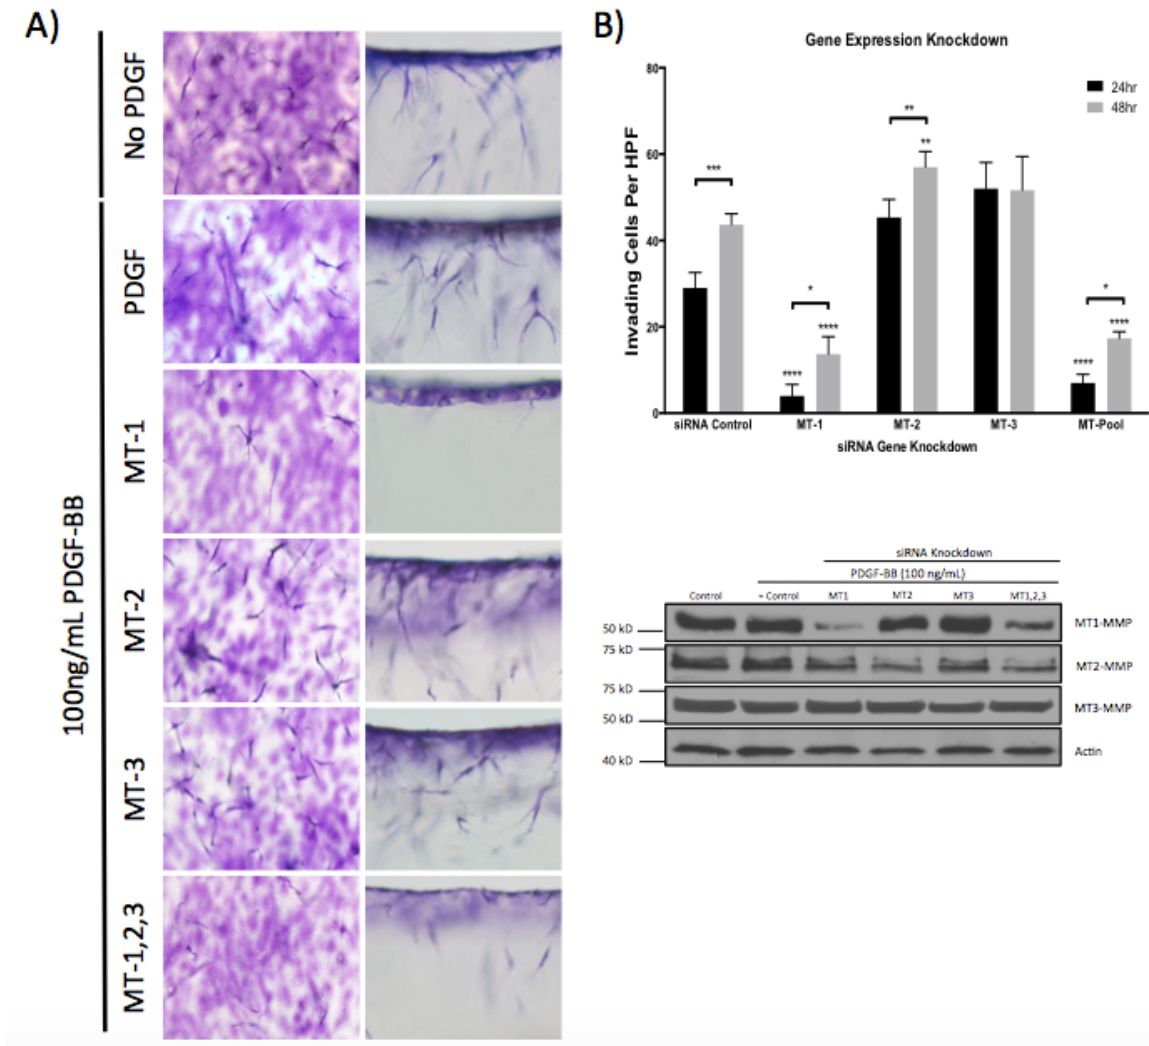 A)
No PDGF
PDGF
MT-1
MT-2
MT-3
MT-1,2,3
100ng/mL PDGF-BB
B)
Gene Expression Knockdown
24hr
48hr
Invading Cells Per HPF
80
60
40
20
0
***
*
****
****
**
**
*
****
****
siRNA Control
MT-1
MT-2
MT-3
MT-Pool
siRNA Gene Knockdown
siRNA Knockdown
PDGF-BB (100 ng/mL)
Control
+ Control
MT1
MT2
MT3
MT1,2,3
50 kD
MT1-MMP
75 kD
MT2-MMP
75 kD
MT3-MMP
50 kD
Actin
40 kD